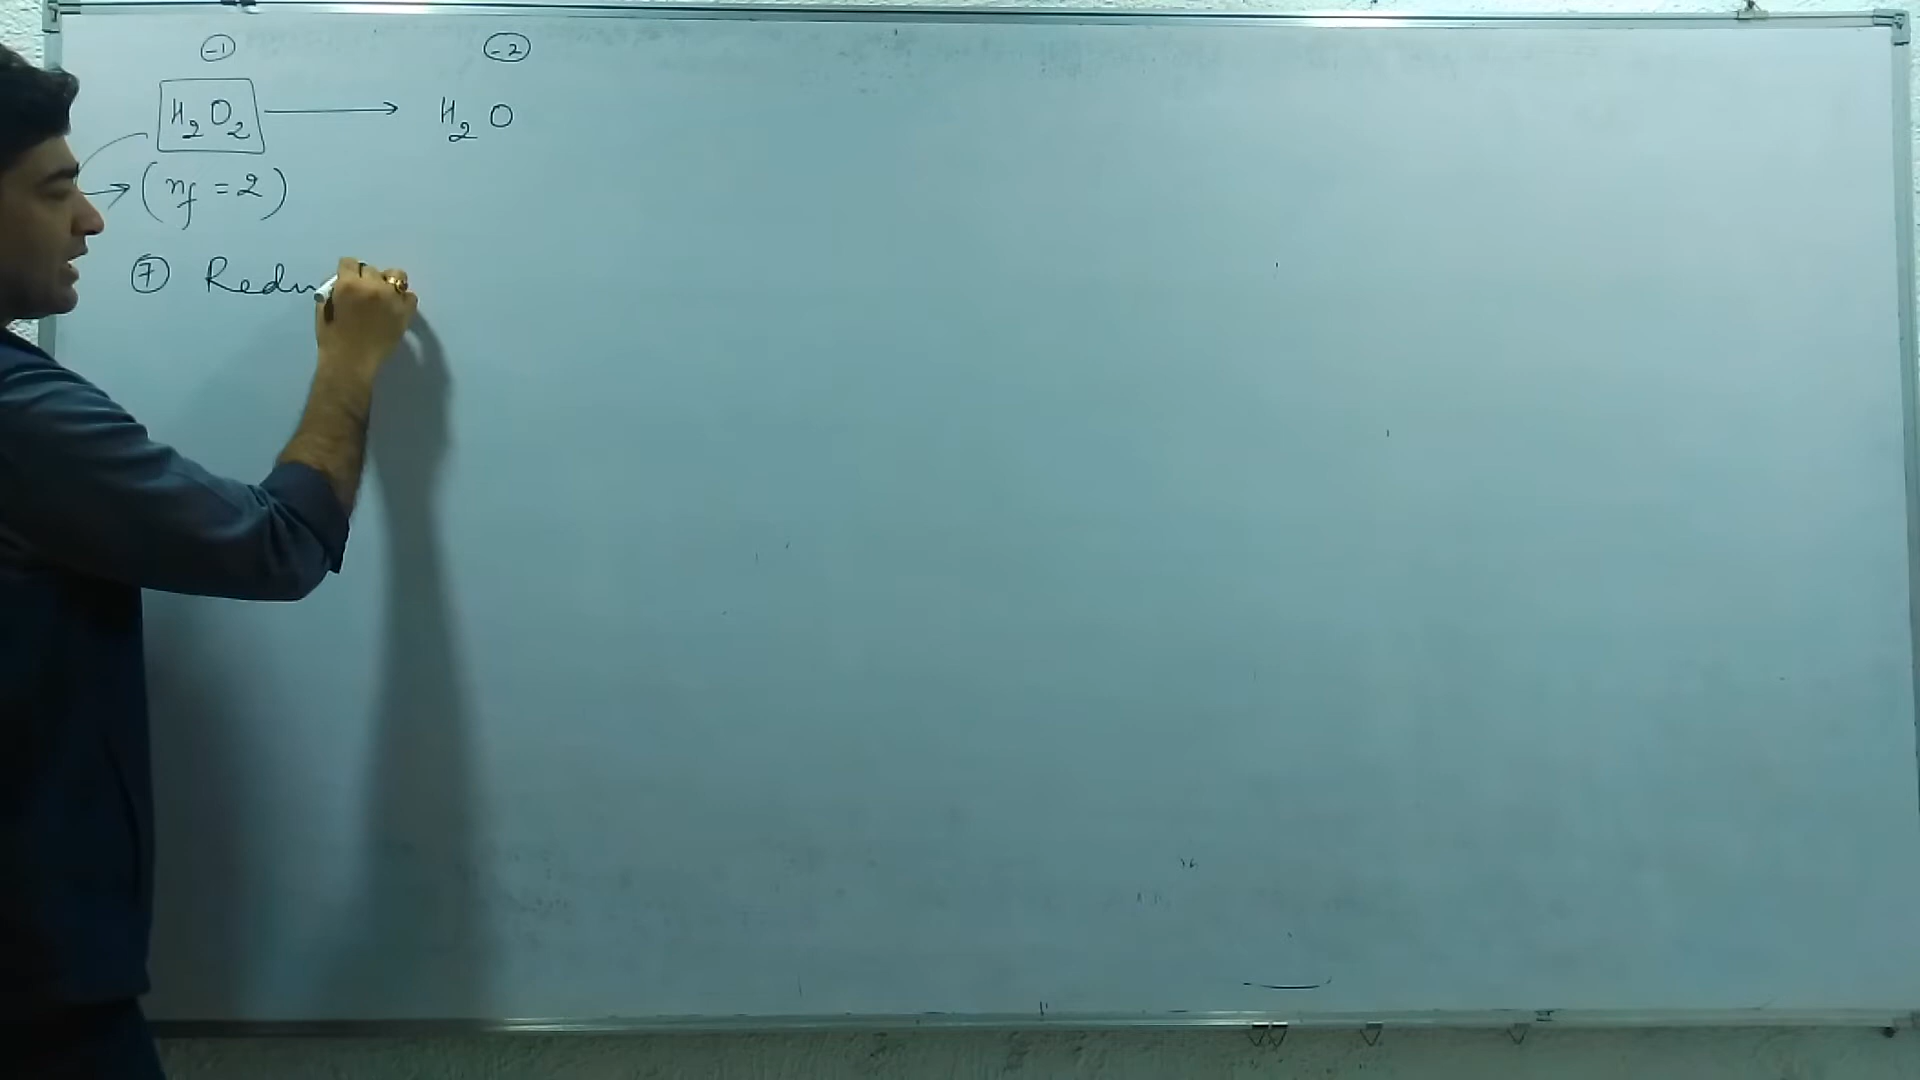 -1 -2
H₂O₂ ⟶ H₂O
→ (nf = 2)
⑦ Redu